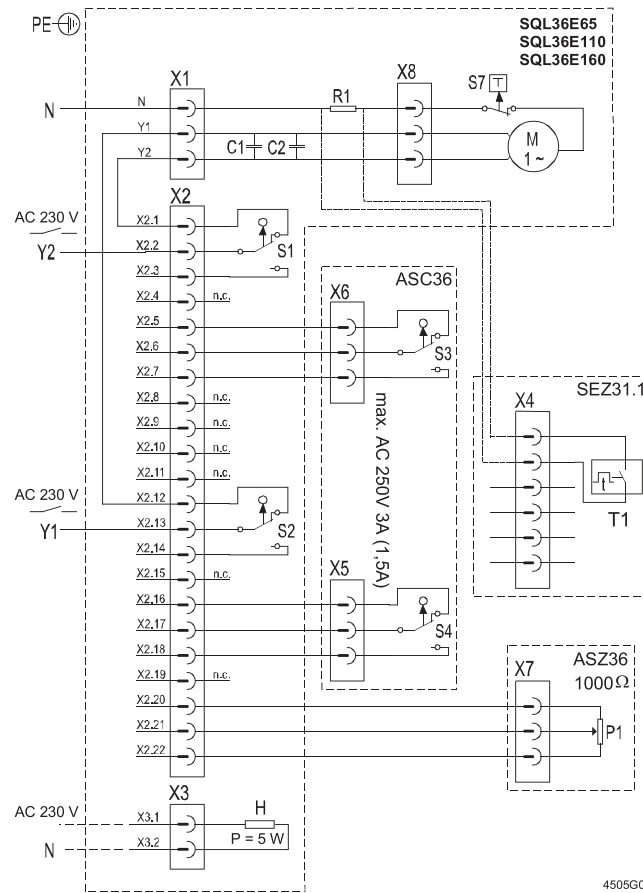 PE
SQL36E65
SQL36E110
SQL36E160
X1
X8
S7
N
N
R1
Y1
C1
C2
M
1 ~
Y2
X2
AC 230 V
X2.1
Y2
X2.2
S1
X2.3
ASC36
X2.4
n.c.
X6
X2.5
X2.6
S3
X2.7
SEZ31.1
X2.8
n.c.
X4
X2.9
n.c.
X2.10
n.c.
X2.11
n.c.
max. AC 250V 3A (1,5A)
t
AC 230 V
X2.12
T1
Y1
X2.13
S2
X2.14
X5
X2.15
n.c.
X2.16
X2.17
S4
X2.18
X7
ASZ36
1000Ω
X2.19
n.c.
X2.20
X2.21
P1
X2.22
X3
AC 230 V
X3.1
H
N
X3.2
P = 5 W